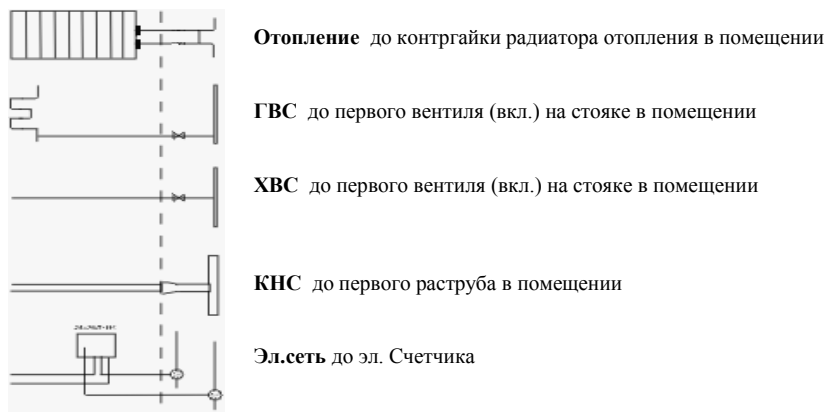 Отопление до контргайки радиатора отопления в помещении
ГВС до первого вентиля (вкл.) на стояке в помещении
ХВС до первого вентиля (вкл.) на стояке в помещении
КНС до первого раструба в помещении
Эл.сеть до эл. Счетчика